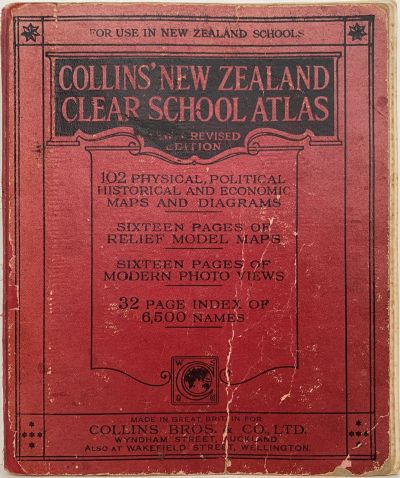 FOR USE IN NEW ZEALAND SCHOOLS
COLLINS' NEW ZEALAND
CLEAR SCHOOL ATLAS
REVISED
EDITION
102 PHYSICAL, POLITICAL
HISTORICAL AND ECONOMIC
MAPS AND DIAGRAMS
SIXTEEN PAGES OF
RELIEF MODEL MAPS
SIXTEEN PAGES OF
MODERN PHOTO VIEWS
32 PAGE INDEX OF
6,500 NAMES
MADE IN GREAT BRITAIN FOR
COLLINS BROS. & CO., LTD.
WYNDHAM STREET, AUCKLAND.
ALSO AT WAKEFIELD STREET, WELLINGTON.